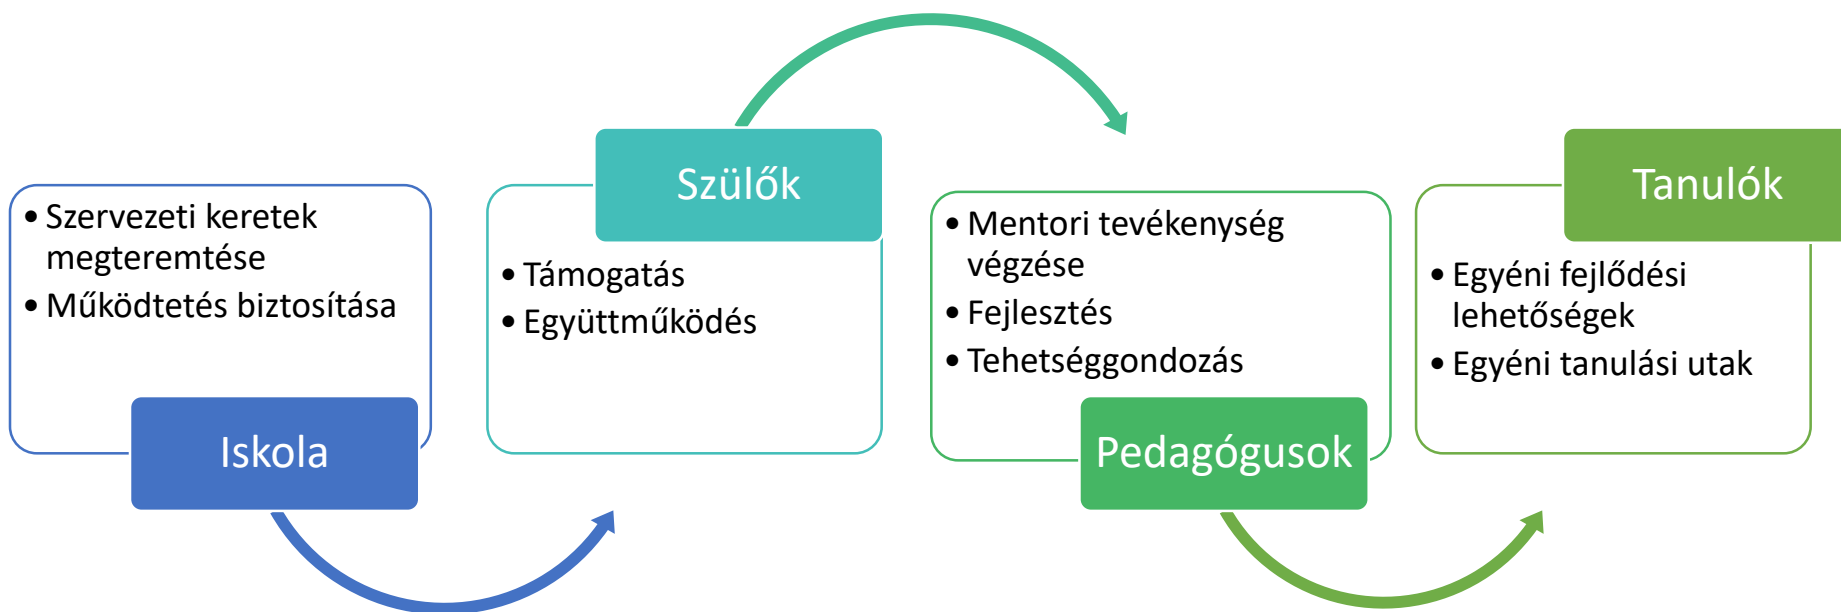 • Szervezeti keretek
megteremtése
• Működtetés biztosítása
Iskola
Szülők
• Támogatás
• Együttműködés
• Mentori tevékenység
végzése
• Fejlesztés
• Tehetséggondozás
Pedagógusok
Tanulók
• Egyéni fejlődési
lehetőségek
• Egyéni tanulási utak